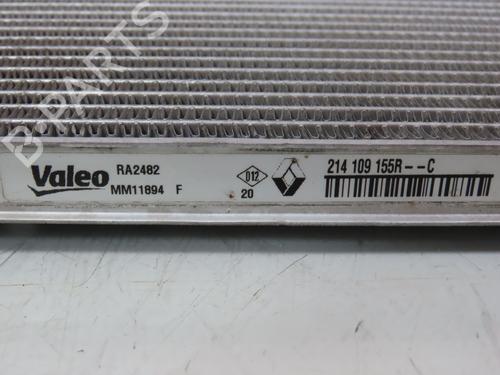 B-PARTS
Valeo
RA2482
MM11894 F
D12
20
214 109 155R--C